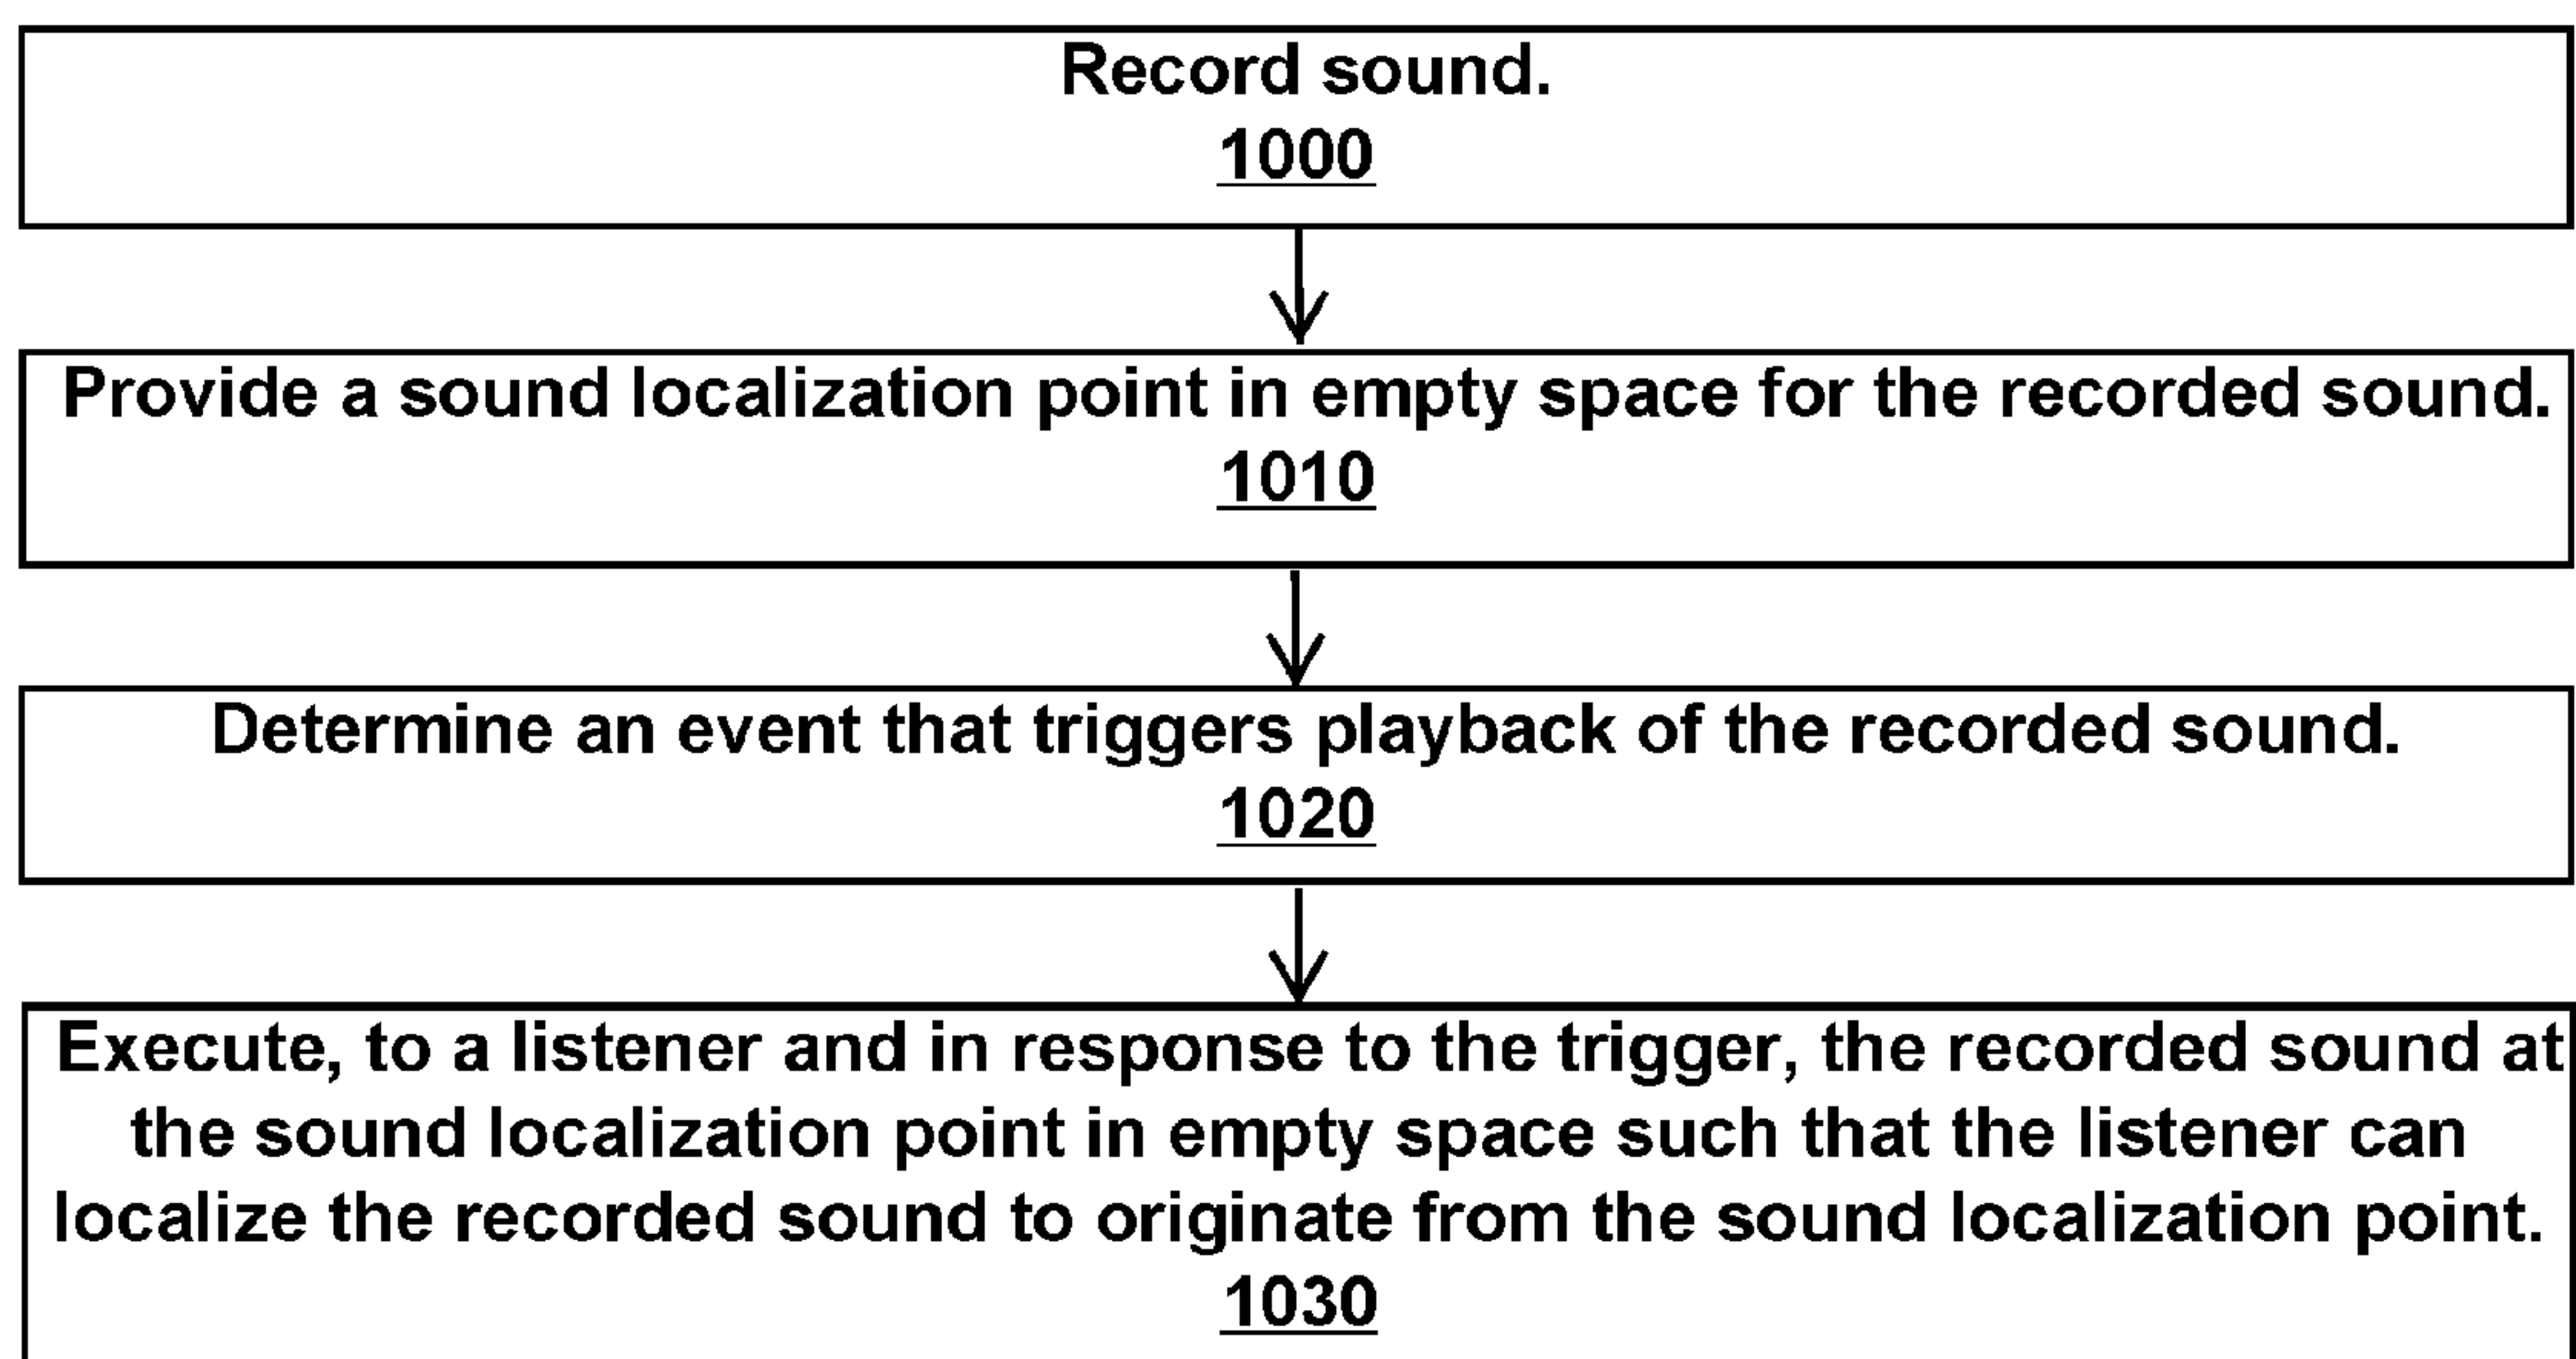 Record sound.
1000
Provide a sound localization point in empty space for the recorded sound.
1010
Determine an event that triggers playback of the recorded sound.
1020
Execute, to a listener and in response to the trigger, the recorded sound at
the sound localization point in empty space such that the listener can
localize the recorded sound to originate from the sound localization point.
1030